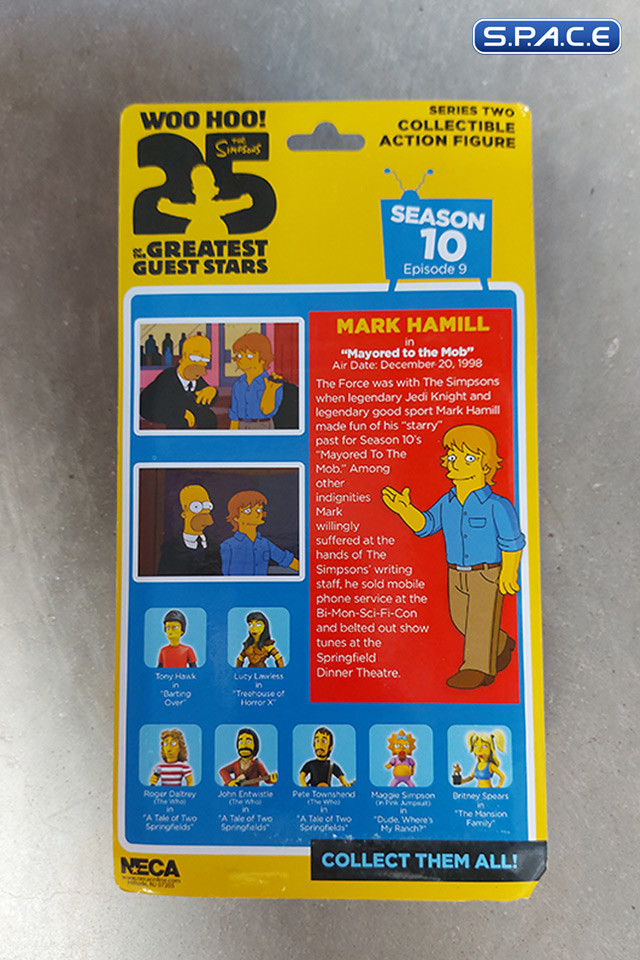 S.P.A.C.E
WOO HOO!
THE
SIMPSONS
25
OF THE
GREATEST
GUEST STARS
SERIES TWO
COLLECTIBLE
ACTION FIGURE
SEASON
10
Episode 9
MARK HAMILL
in
"Mayored to the Mob"
Air Date: December 20, 1998
The Force was with The Simpsons
when legendary Jedi Knight and
legendary good sport Mark Hamill
made fun of his "starry"
past for Season 10's
"Mayored To The
Mob." Among
other
indignities
Mark
willingly
suffered at the
hands of The
Simpsons' writing
staff, he sold mobile
phone service at the
Bi-Mon-Sci-Fi-Con
and belted out show
tunes at the
Springfield
Dinner Theatre.
Tony Hawk
in
"Barting
Over"
Lucy Lawless
in
"Treehouse of
Horror X"
Roger Daltrey
(The Who)
in
"A Tale of Two
Springfields"
John Entwistle
(The Who)
in
"A Tale of Two
Springfields"
Pete Townshend
(The Who)
in
"A Tale of Two
Springfields"
Maggie Simpson
(in Pink Jumpsuit)
in
"Dude, Where's
My Ranch?"
Britney Spears
in
"The Mansion
Family"
NECA
Hillside, NJ 07205
COLLECT THEM ALL!